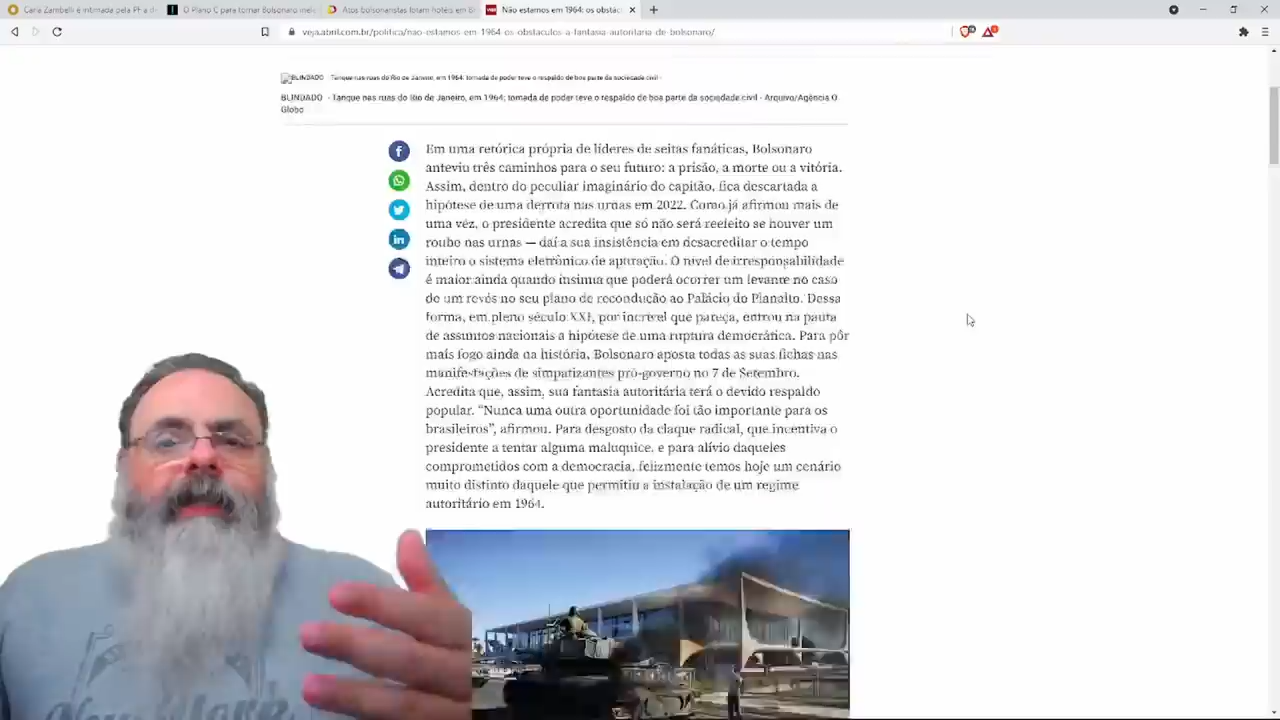 Carla Zambelli é intimada pela PF a d
O Plano C para tornar Bolsonaro inele
Atos bolsonaristas lotam hotéis em Br
Não estamos em 1964: os obstác
veja.abril.com.br/politica/nao-estamos-em-1964-os-obstaculos-a-fantasia-autoritaria-de-bolsonaro/
BLINDADO - Tanque nas ruas do Rio de Janeiro, em 1964: tomada de poder teve o respaldo de boa parte da sociedade civil -
BLINDADO - Tanque nas ruas do Rio de Janeiro, em 1964: tomada de poder teve o respaldo de boa parte da sociedade civil - Arquivo/Agência O
Globo
Em uma retórica própria de líderes de seitas fanáticas, Bolsonaro
anteviu três caminhos para o seu futuro: a prisão, a morte ou a vitória.
Assim, dentro do peculiar imaginário do capitão, fica descartada a
hipótese de uma derrota nas urnas em 2022. Como já afirmou mais de
uma vez, o presidente acredita que só não será reeleito se houver um
roubo nas urnas — daí a sua insistência em desacreditar o tempo
inteiro o sistema eletrônico de apuração. O nível de irresponsabilidade
é maior ainda quando insinua que poderá ocorrer um levante no caso
de um revés no seu plano de recondução ao Palácio do Planalto. Dessa
forma, em pleno século XXI, por incrível que pareça, entrou na pauta
de assuntos nacionais a hipótese de uma ruptura democrática. Para pôr
mais fogo ainda na história, Bolsonaro aposta todas as suas fichas nas
manifestações de simpatizantes pró-governo no 7 de Setembro.
Acredita que, assim, sua fantasia autoritária terá o devido respaldo
popular. “Nunca uma outra oportunidade foi tão importante para os
brasileiros”, afirmou. Para desgosto da claque radical, que incentiva o
presidente a tentar alguma maluquice, e para alívio daqueles
comprometidos com a democracia, felizmente temos hoje um cenário
muito distinto daquele que permitiu a instalação de um regime
autoritário em 1964.